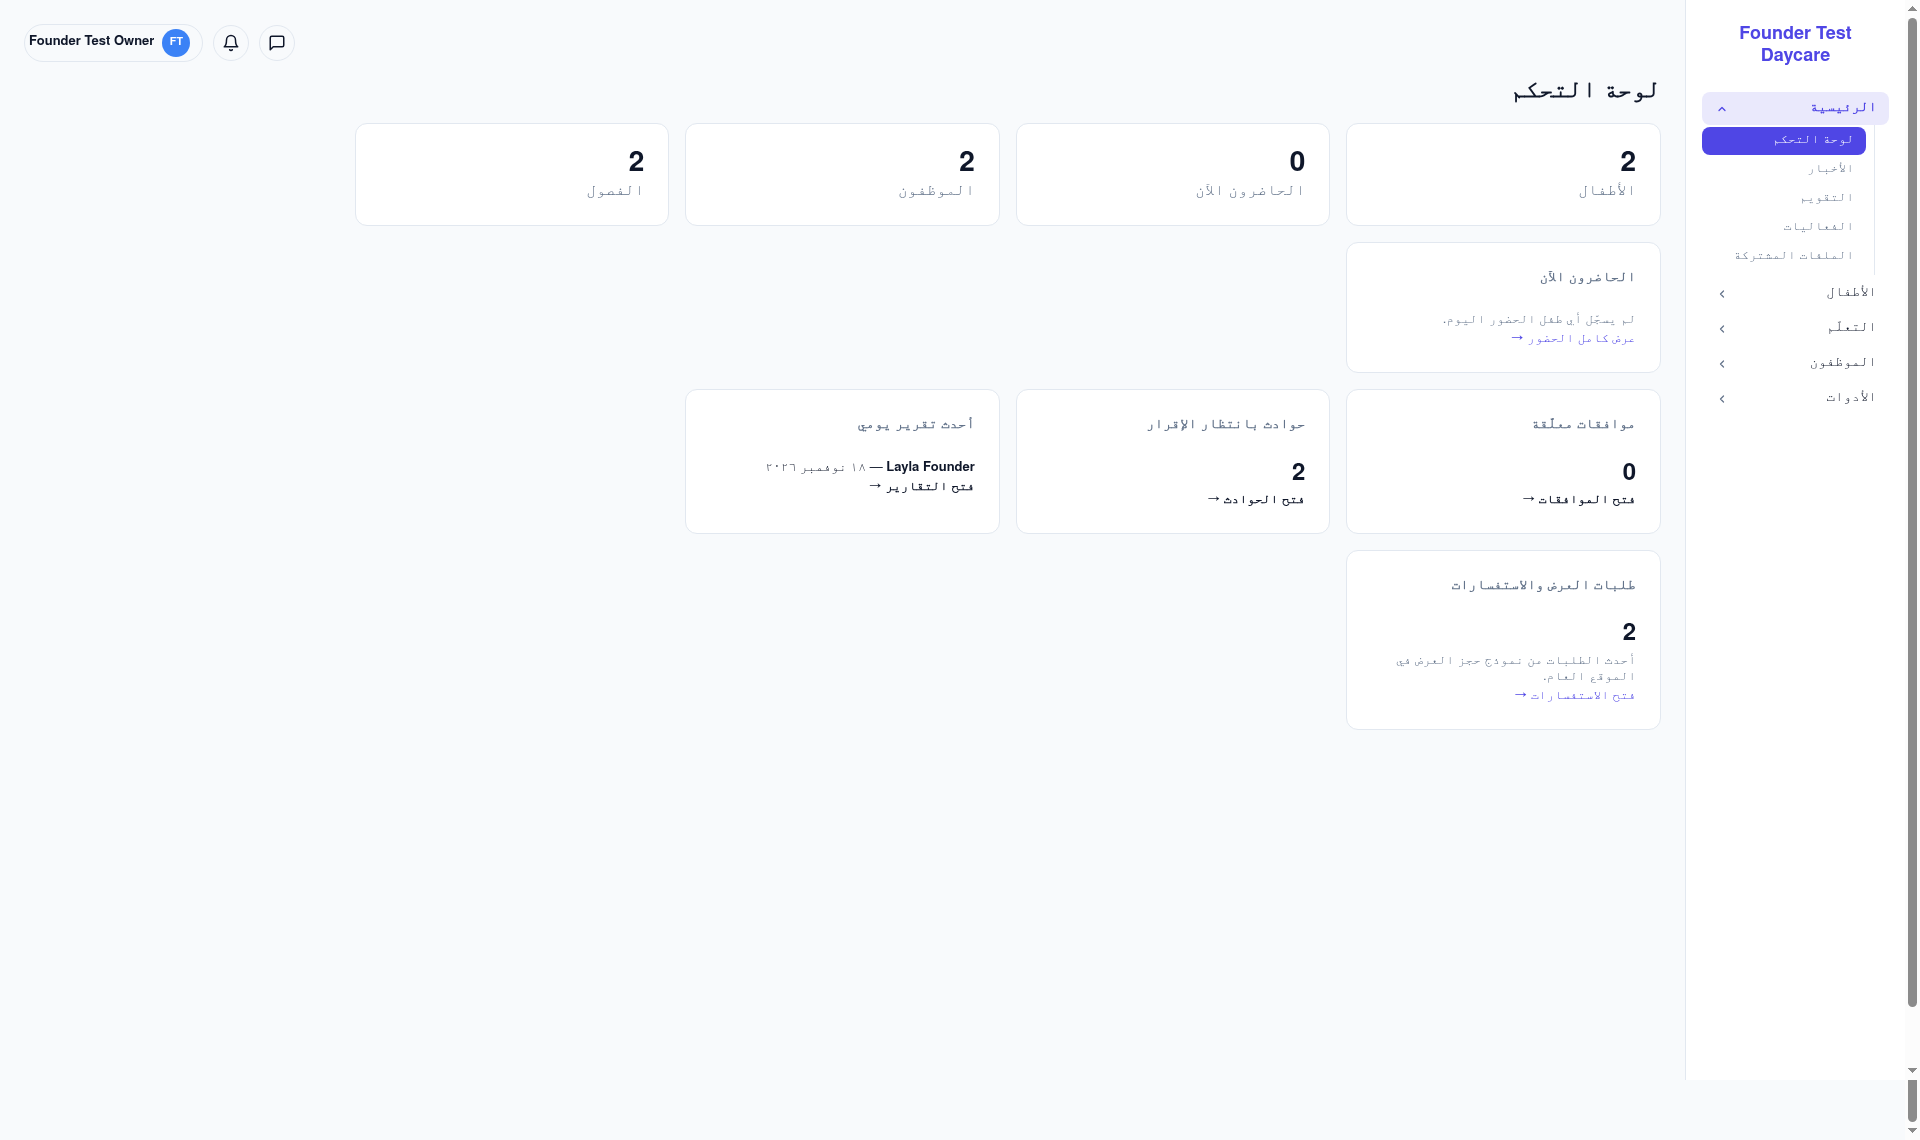 Founder Test
Daycare
الرئيسية
لوحة التحكم
الأخبار
التقويم
الفعاليات
الملفات المشتركة
الأطفال
التعلّم
الموظفون
الأدوات
FT
Founder Test Owner
لوحة التحكم
2
الأطفال
0
الحاضرون الآن
2
الموظفون
2
الفصول
الحاضرون الآن
لم يسجّل أي طفل الحضور اليوم.
عرض كامل الحضور →
موافقات معلّقة
0
فتح الموافقات →
حوادث بانتظار الإقرار
2
فتح الحوادث →
أحدث تقرير يومي
Layla Founder — ١٨ نوفمبر ٢٠٢٦
فتح التقارير →
طلبات العرض والاستفسارات
2
أحدث الطلبات من نموذج حجز العرض في
الموقع العام.
فتح الاستفسارات →